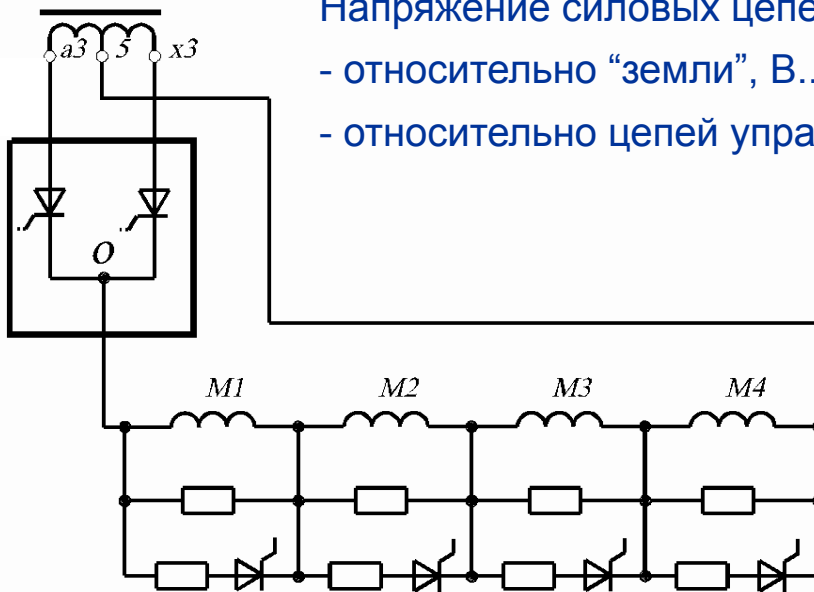 Напряжение силовых цепе
- относительно “земли”, В..
- относительно цепей упра
a3 5 x3
O
M1 M2 M3 M4